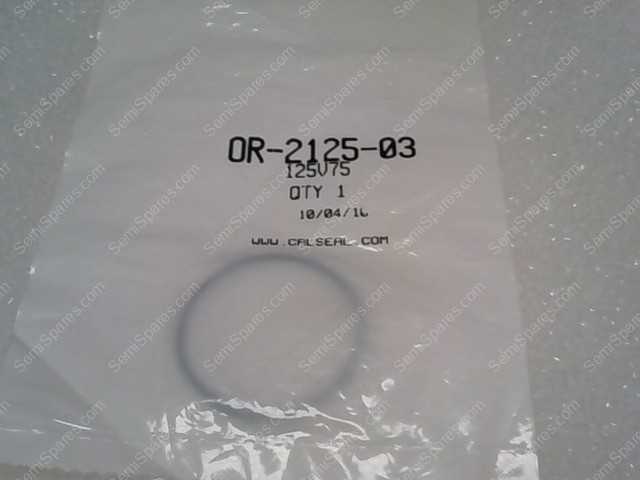 OR-2125-03
125V75
QTY 1
10/04/16
WWW.CALSEAL.COM
SemiSpares.com